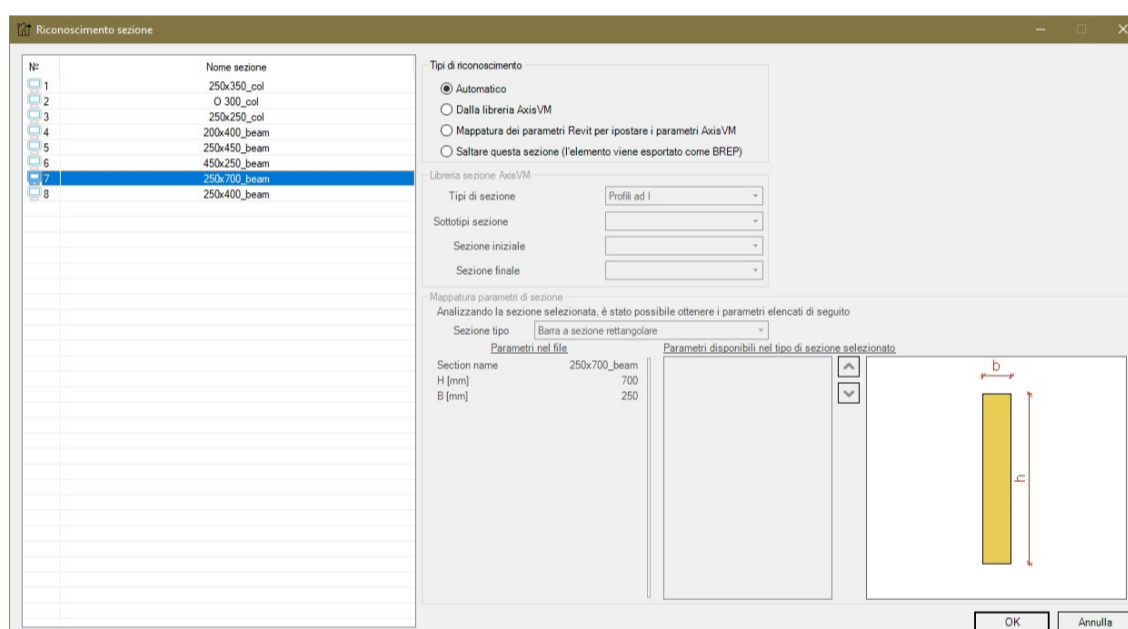 Riconoscimento sezione
Nº Nome sezione
1 250x350_col
2 O 300_col
3 250x250_col
4 200x400_beam
5 250x450_beam
6 450x250_beam
7 250x700_beam
8 250x400_beam
Tipi di riconoscimento
Automatico
Dalla libreria AxisVM
Mappatura dei parametri Revit per ipostare i parametri AxisVM
Saltare questa sezione (l'elemento viene esportato come BREP)
Libreria sezione AxisVM
Tipi di sezione Profili ad I
Sottotipi sezione
Sezione iniziale
Sezione finale
Mappatura parametri di sezione
Analizzando la sezione selezionata, è stato possibile ottenere i parametri elencati di seguito
Sezione tipo Barra a sezione rettangolare
Parametri nel file Parametri disponibili nel tipo di sezione selezionato
Section name 250x700_beam
H [mm] 700
B [mm] 250
b
h
OK Annulla